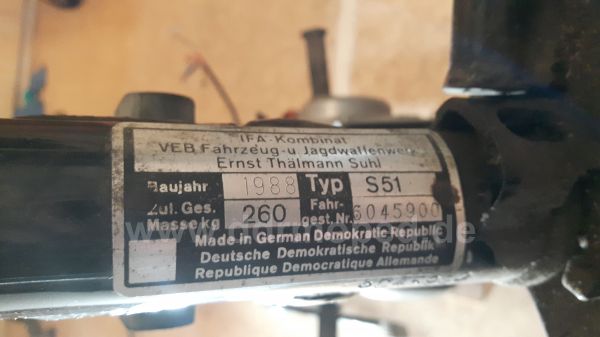 IFA-Kombinat
VEB Fahrzeug-u. Jagdwaffenwerk
Ernst Thälmann Suhl
Baujahr 1988 Typ S51
Zul. Ges. Masse kg 260 Fahr-gest. Nr. 6045900
Made in German Demokratic Republic
Deutsche Demokratische Republik
Republique Democratique Allemande